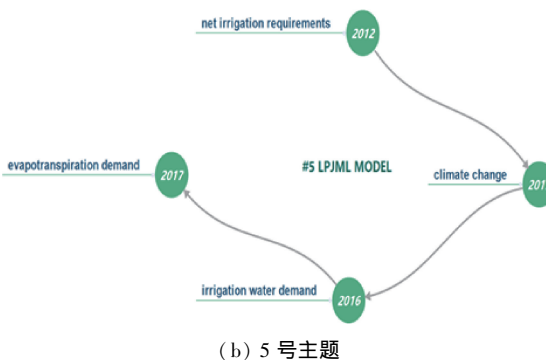 net irrigation requirements
2012
evapotranspiration demand
2017
#5 LPJML MODEL
climate change
201
irrigation water demand
2016
(b) 5 号主题